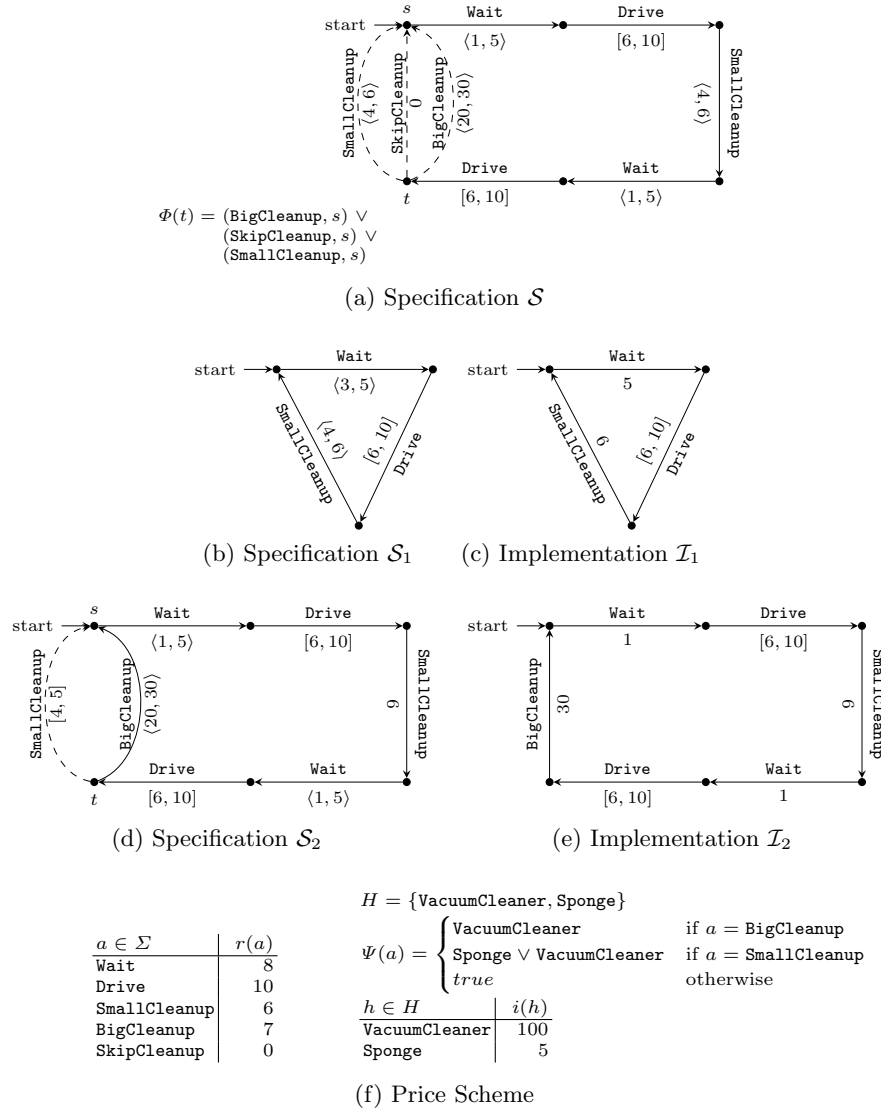 start
s
Wait
⟨1, 5⟩
Drive
[6, 10]
SmallCleanup
⟨4, 6⟩
SkipCleanup
0
BigCleanup
⟨20, 30⟩
SmallCleanup
⟨4, 6⟩
Drive
[6, 10]
Wait
⟨1, 5⟩
t
Φ(t) = (BigCleanup, s) ∨
(SkipCleanup, s) ∨
(SmallCleanup, s)
(a) Specification 𝒮
start
Wait
⟨3, 5⟩
SmallCleanup
⟨4, 6⟩
[6, 10]
Drive
(b) Specification 𝒮₁
start
Wait
5
SmallCleanup
6
[6, 10]
Drive
(c) Implementation ℐ₁
start
s
Wait
⟨1, 5⟩
Drive
[6, 10]
SmallCleanup
[4, 5]
BigCleanup
⟨20, 30⟩
6
SmallCleanup
Drive
[6, 10]
Wait
⟨1, 5⟩
t
(d) Specification 𝒮₂
start
Wait
1
Drive
[6, 10]
BigCleanup
30
6
SmallCleanup
Drive
[6, 10]
Wait
1
(e) Implementation ℐ₂
a ∈ Σ r(a)
Wait 8
Drive 10
SmallCleanup 6
BigCleanup 7
SkipCleanup 0
H = {VacuumCleaner, Sponge}
Ψ(a) = { VacuumCleaner if a = BigCleanup
Sponge ∨ VacuumCleaner if a = SmallCleanup
true otherwise
h ∈ H i(h)
VacuumCleaner 100
Sponge 5
(f) Price Scheme